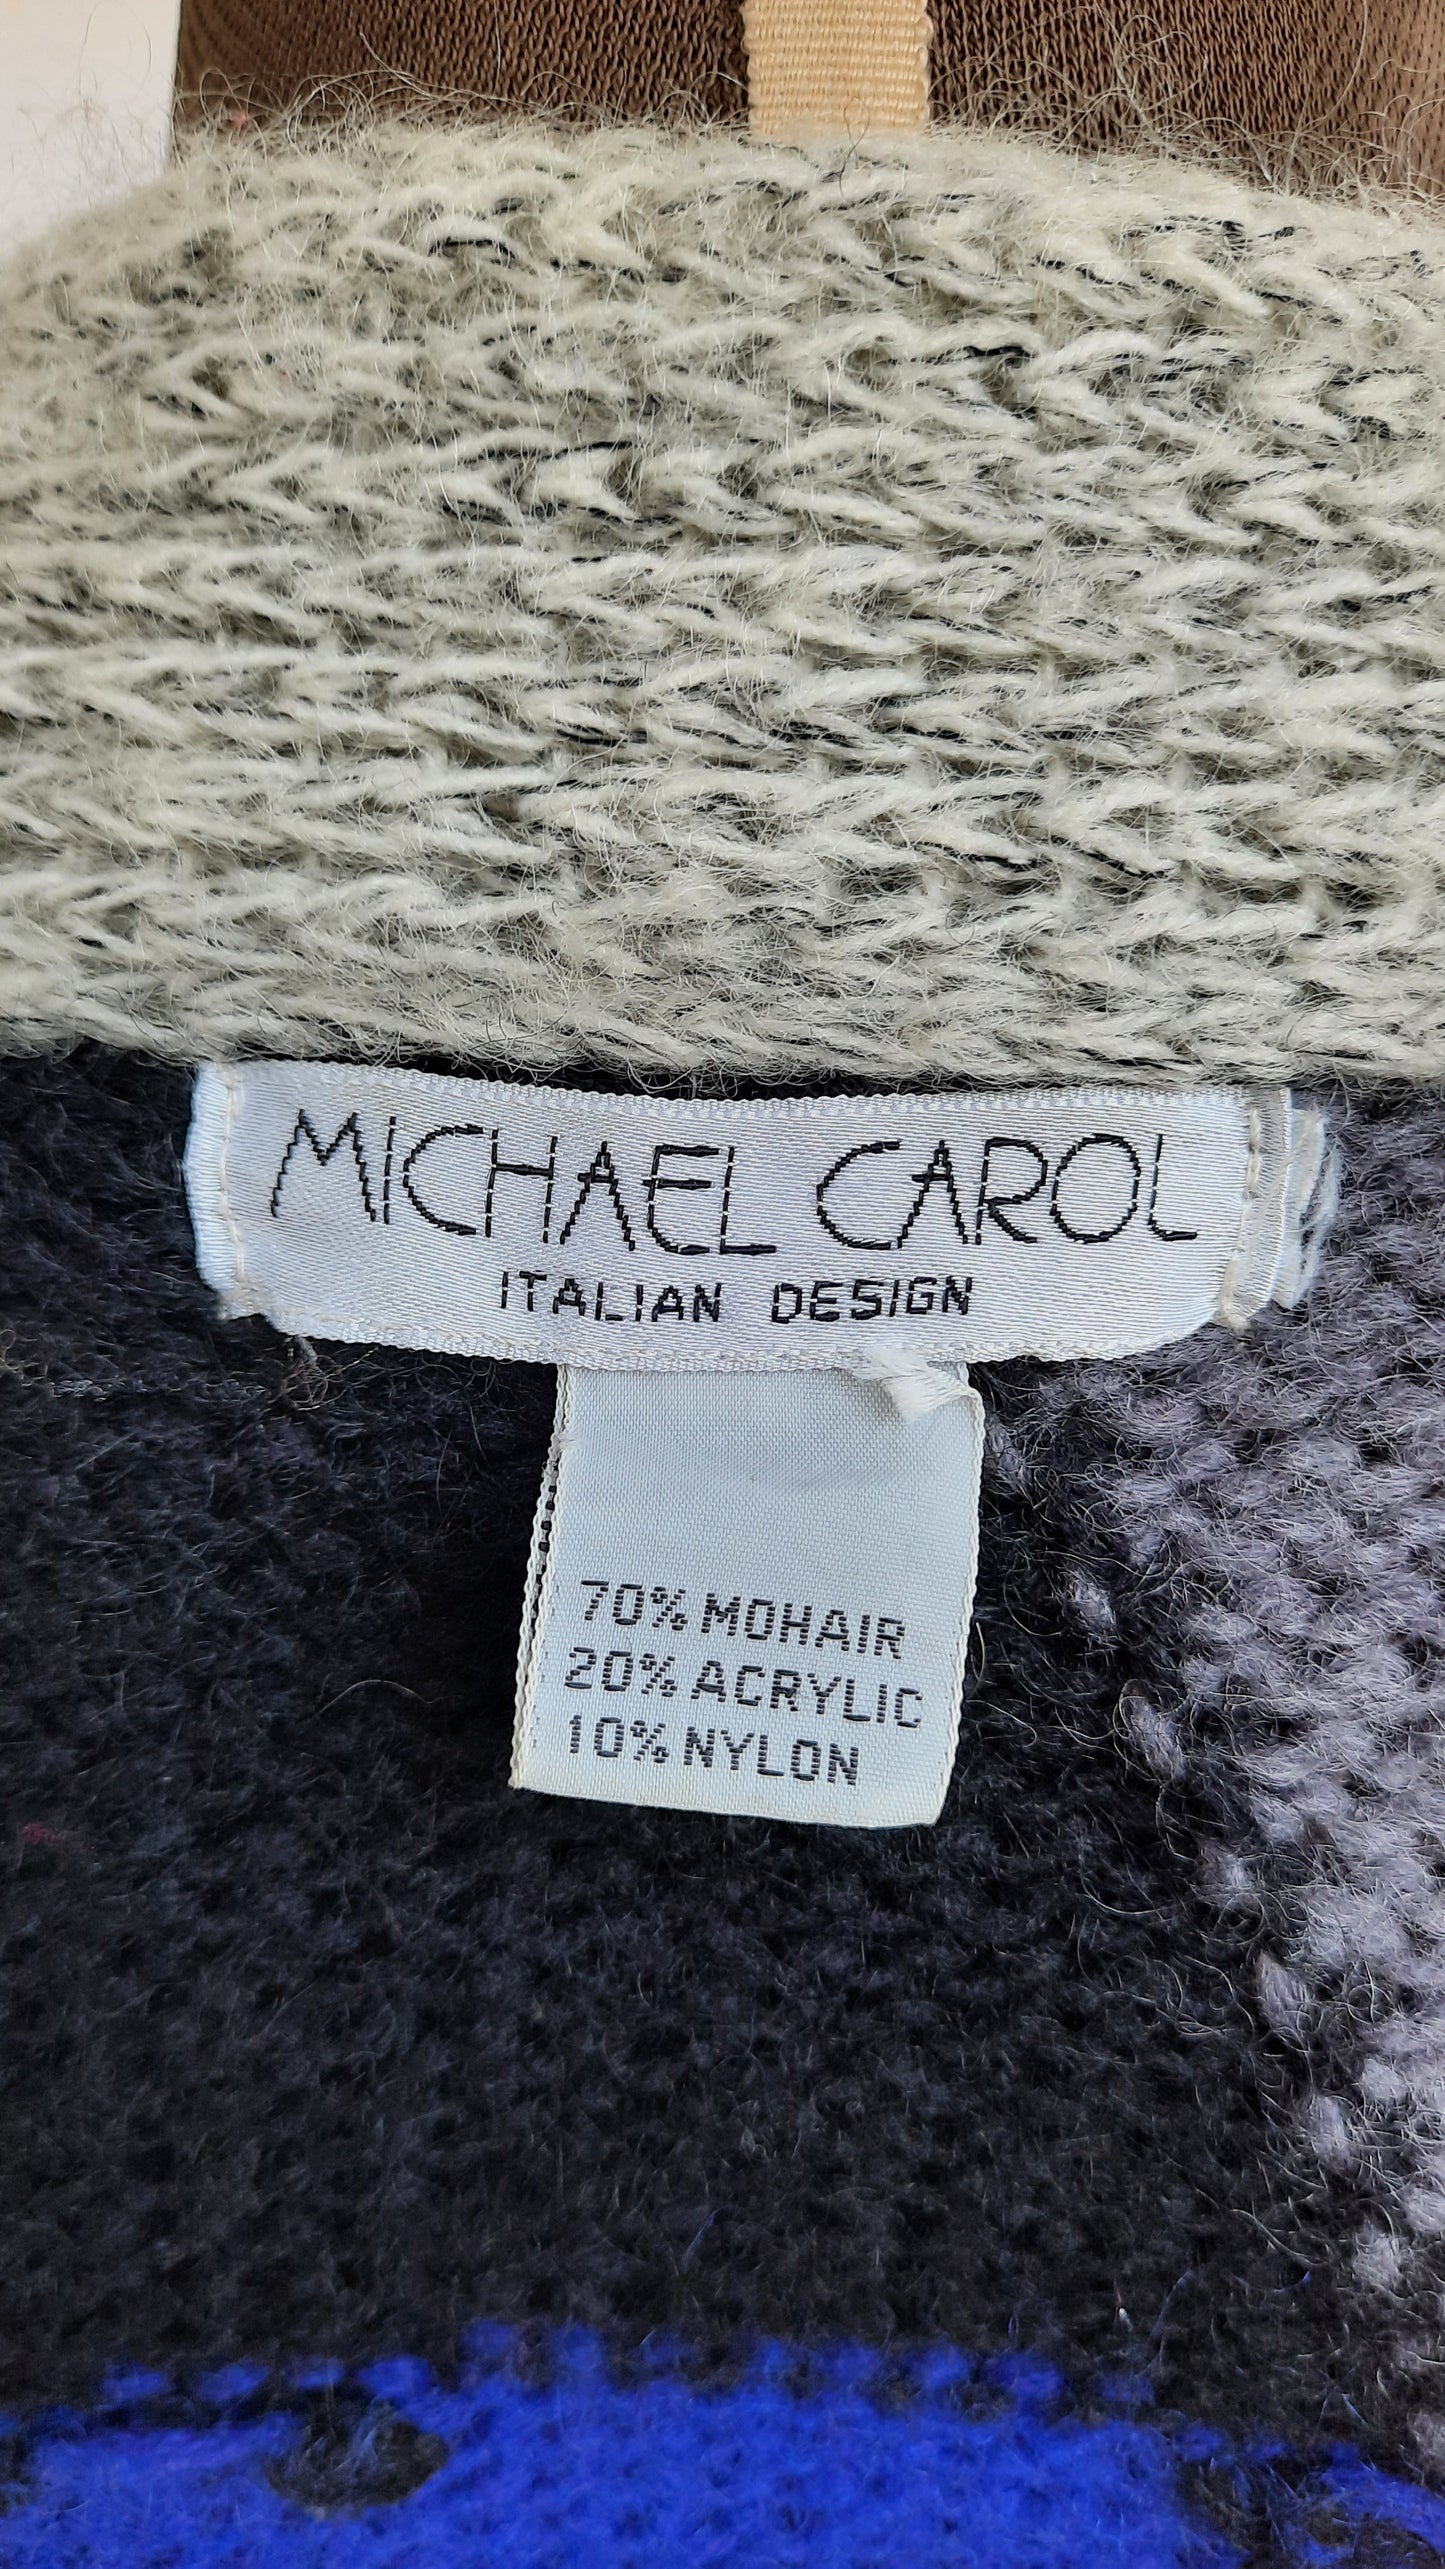 MICHAEL CAROL
ITALIAN DESIGN
70% MOHAIR
20% ACRYLIC
10% NYLON